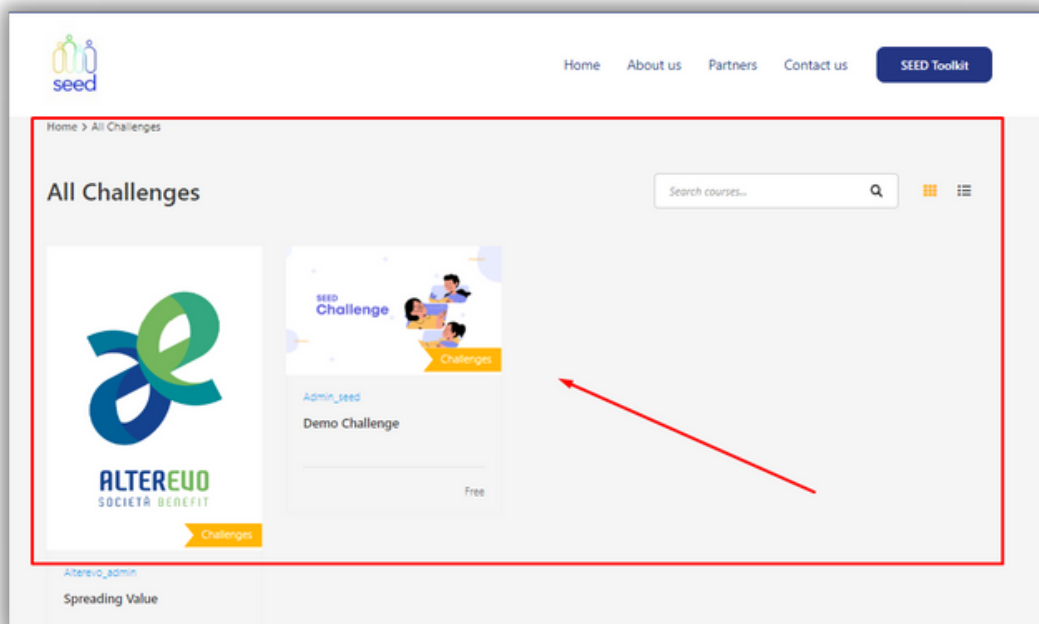 seed
Home About us Partners Contact us SEED Toolkit
Home > All Challenges
All Challenges
Search courses...
ALTEREVO
SOCIETÀ BENEFIT
Challenges
Alterevo_admin
Spreading Value
SEED
Challenge
Challenges
Admin_seed
Demo Challenge
Free